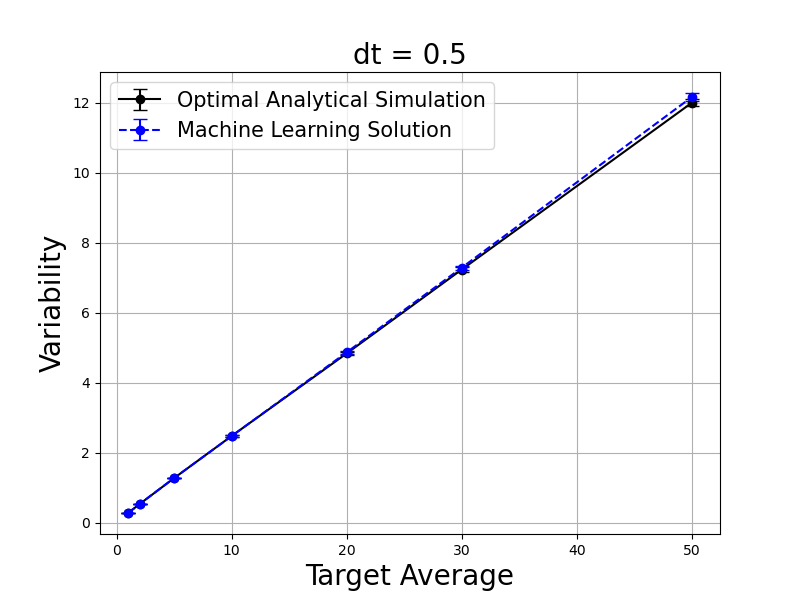 dt = 0.5
Optimal Analytical Simulation
Machine Learning Solution
Variability
12
10
8
6
4
2
0
0 10 20 30 40 50
Target Average